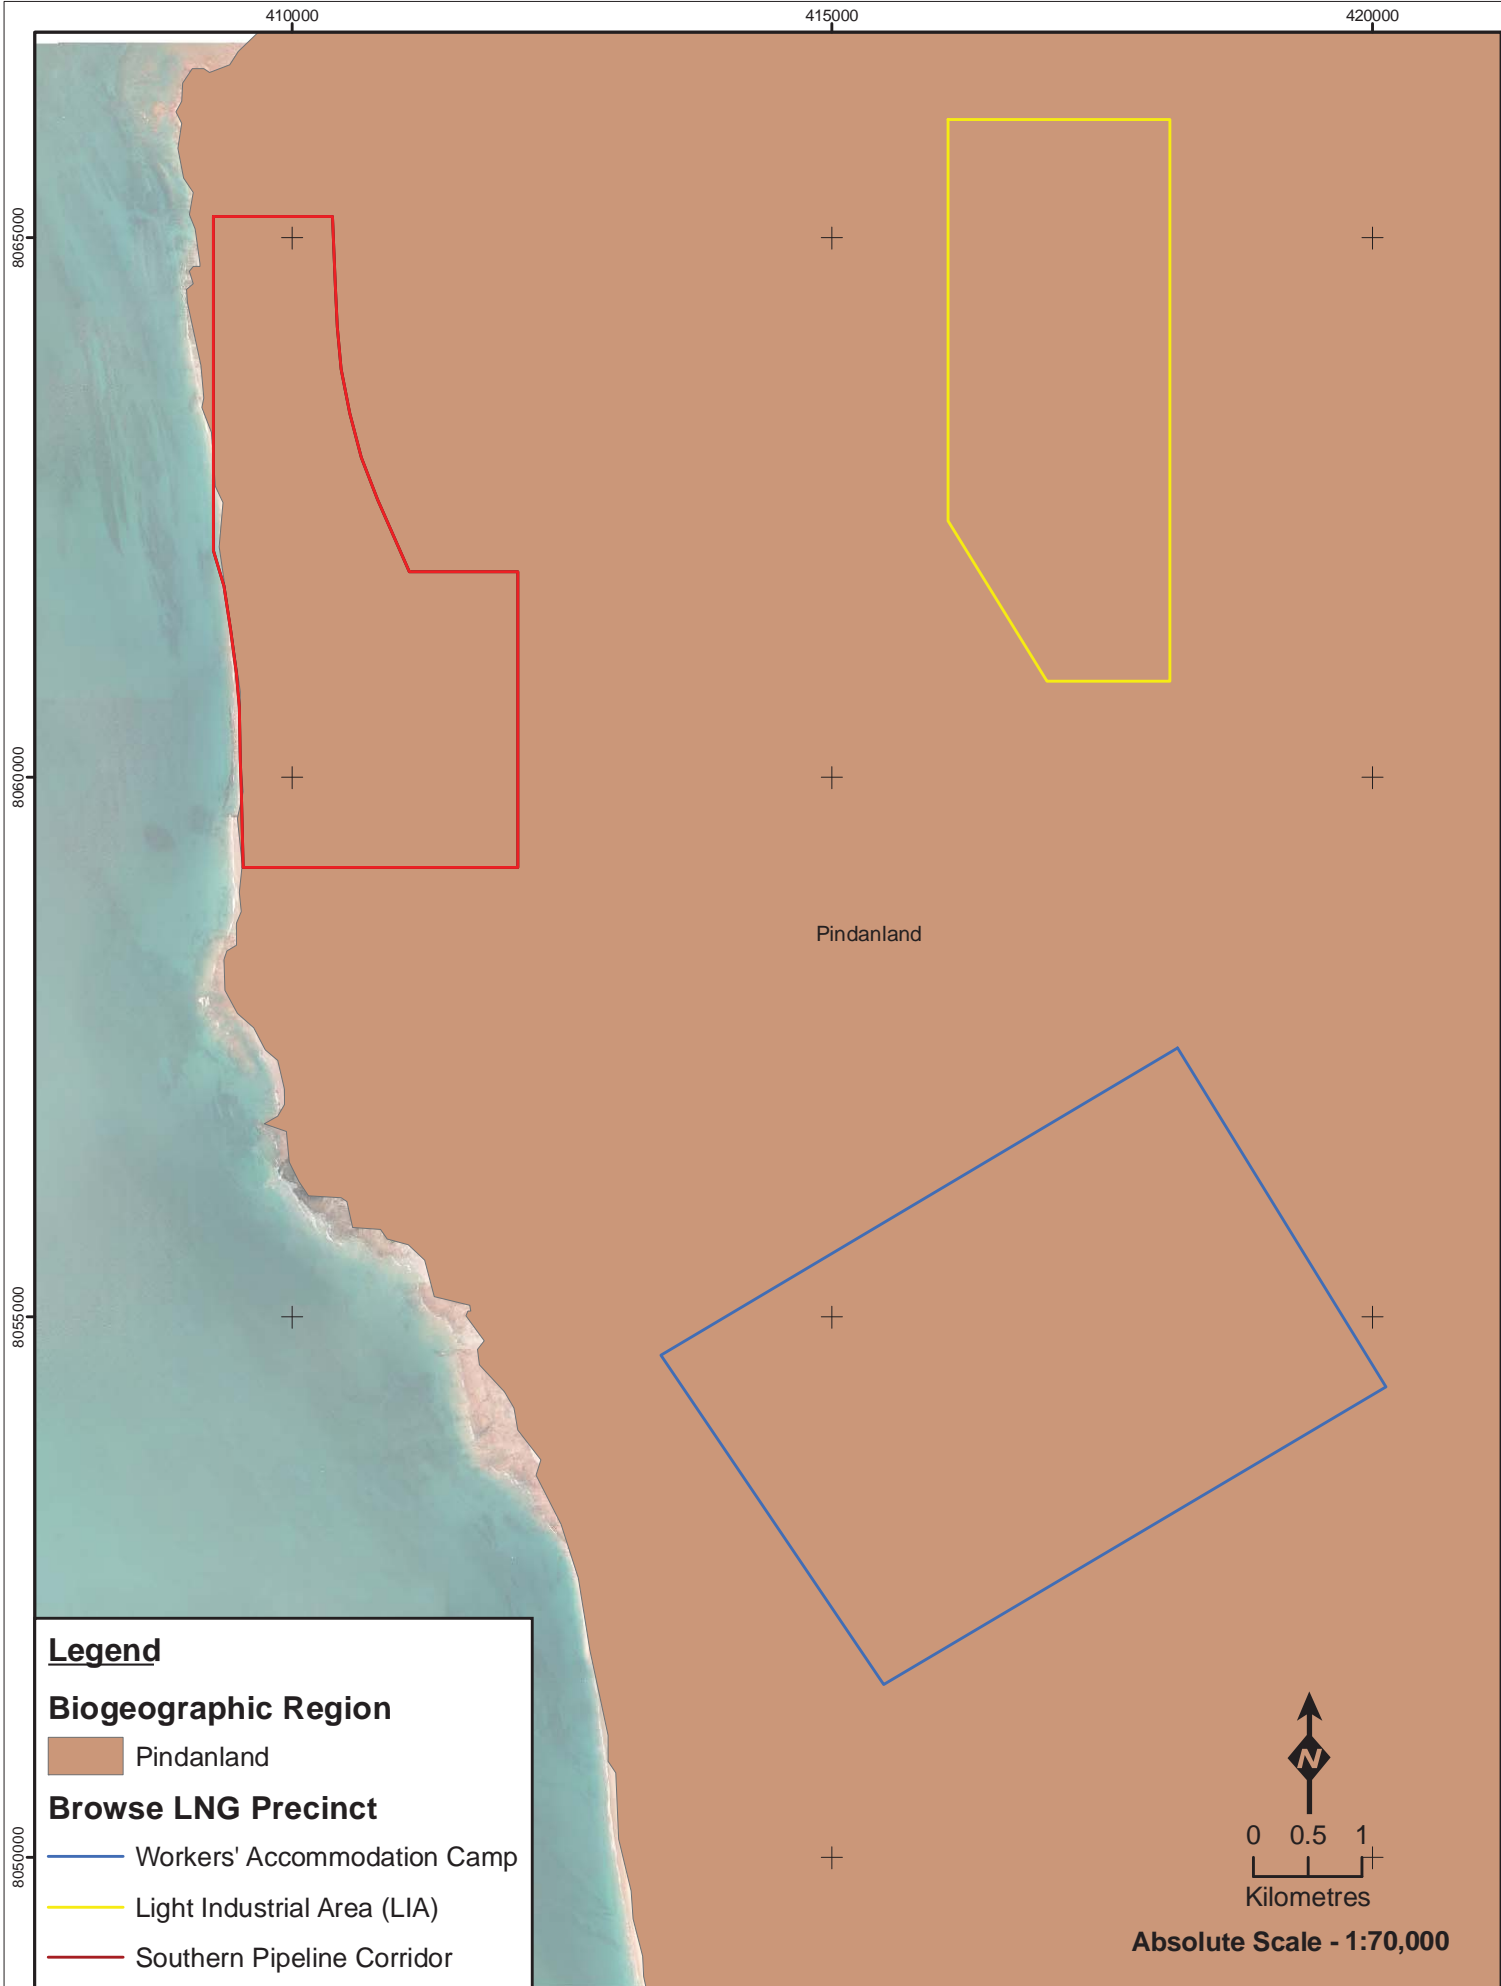 410000
415000
420000
8065000
8060000
8055000
8050000
Pindanland
Legend
Biogeographic Region
Pindanland
Browse LNG Precinct
Workers' Accommodation Camp
Light Industrial Area (LIA)
Southern Pipeline Corridor
N
0 0.5 1
Kilometres
Absolute Scale - 1:70,000